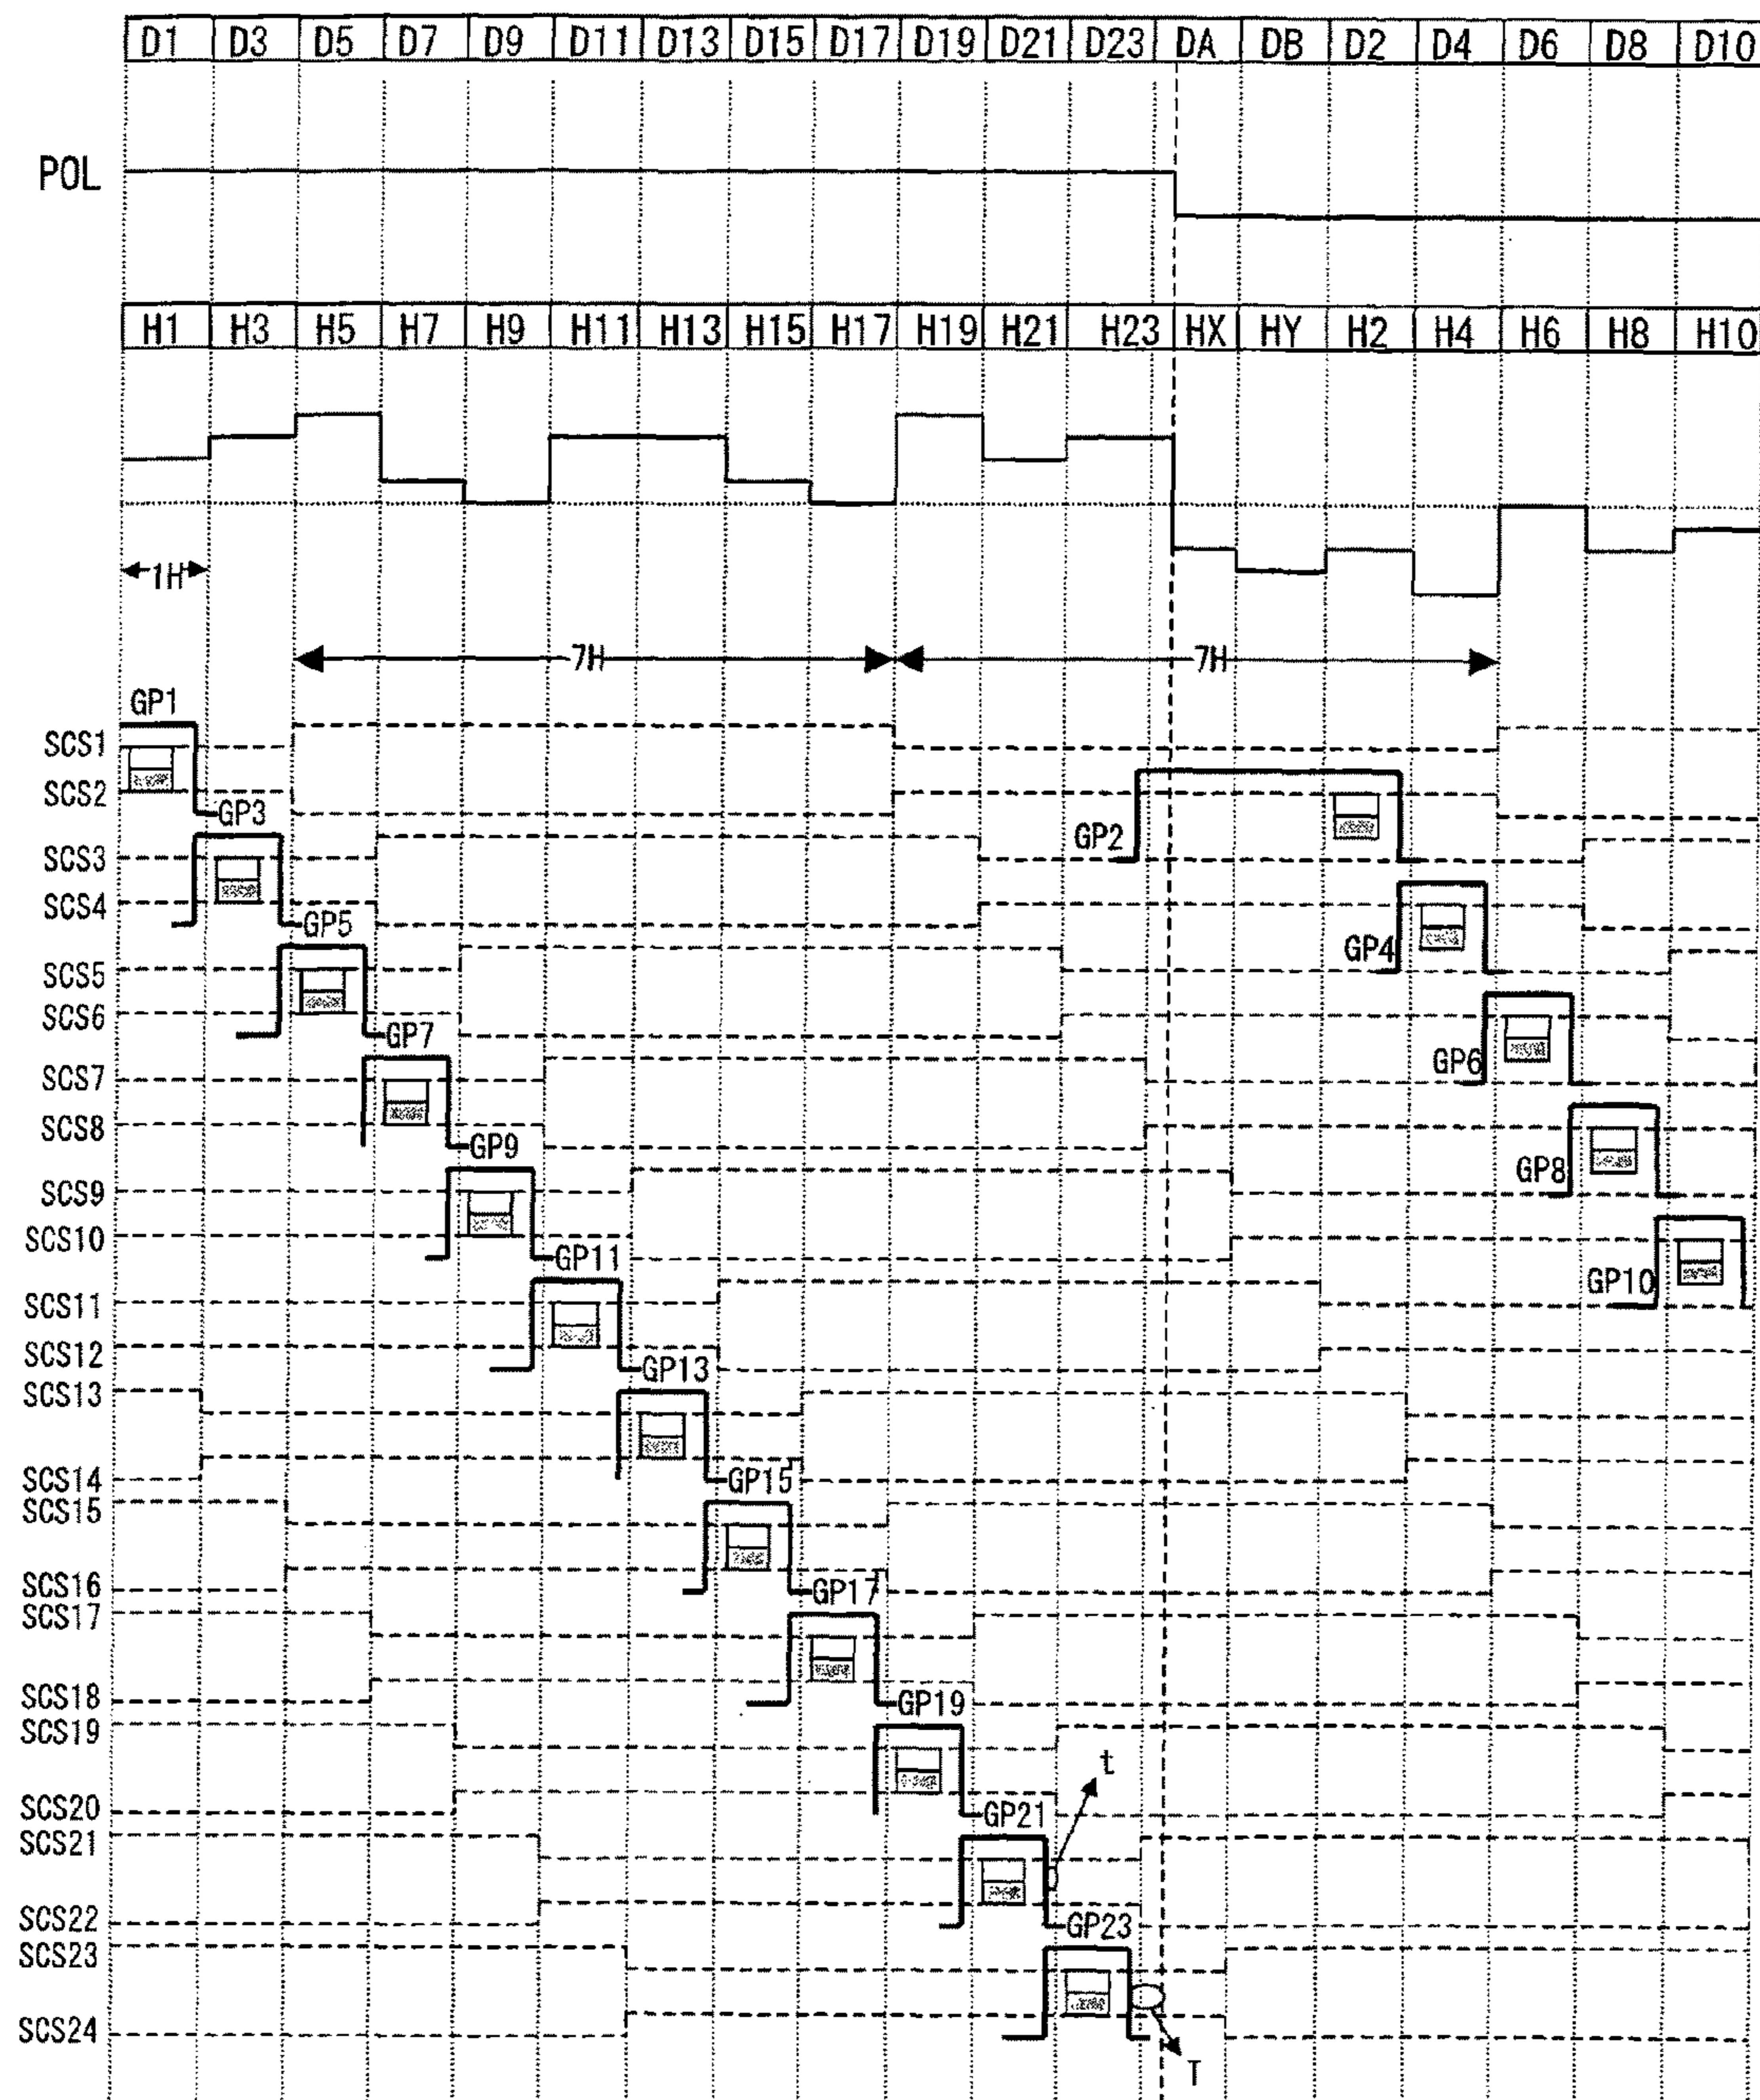 D1 D3 D5 D7 D9 D11 D13 D15 D17 D19 D21 D23 DA DB D2 D4 D6 D8 D10
POL
H1 H3 H5 H7 H9 H11 H13 H15 H17 H19 H21 H23 HX HY H2 H4 H6 H8 H10
1H
7H 7H
GP1
SCS1
SCS2
GP3
GP2
SCS3
SCS4
GP5
GP4
SCS5
SCS6
GP7
GP6
SCS7
SCS8
GP9
GP8
SCS9
SCS10
GP11
GP10
SCS11
SCS12
GP13
SCS13
SCS14
GP15
SCS15
SCS16
GP17
SCS17
SCS18
GP19
SCS19
t
SCS20
GP21
SCS21
SCS22
GP23
SCS23
SCS24
T